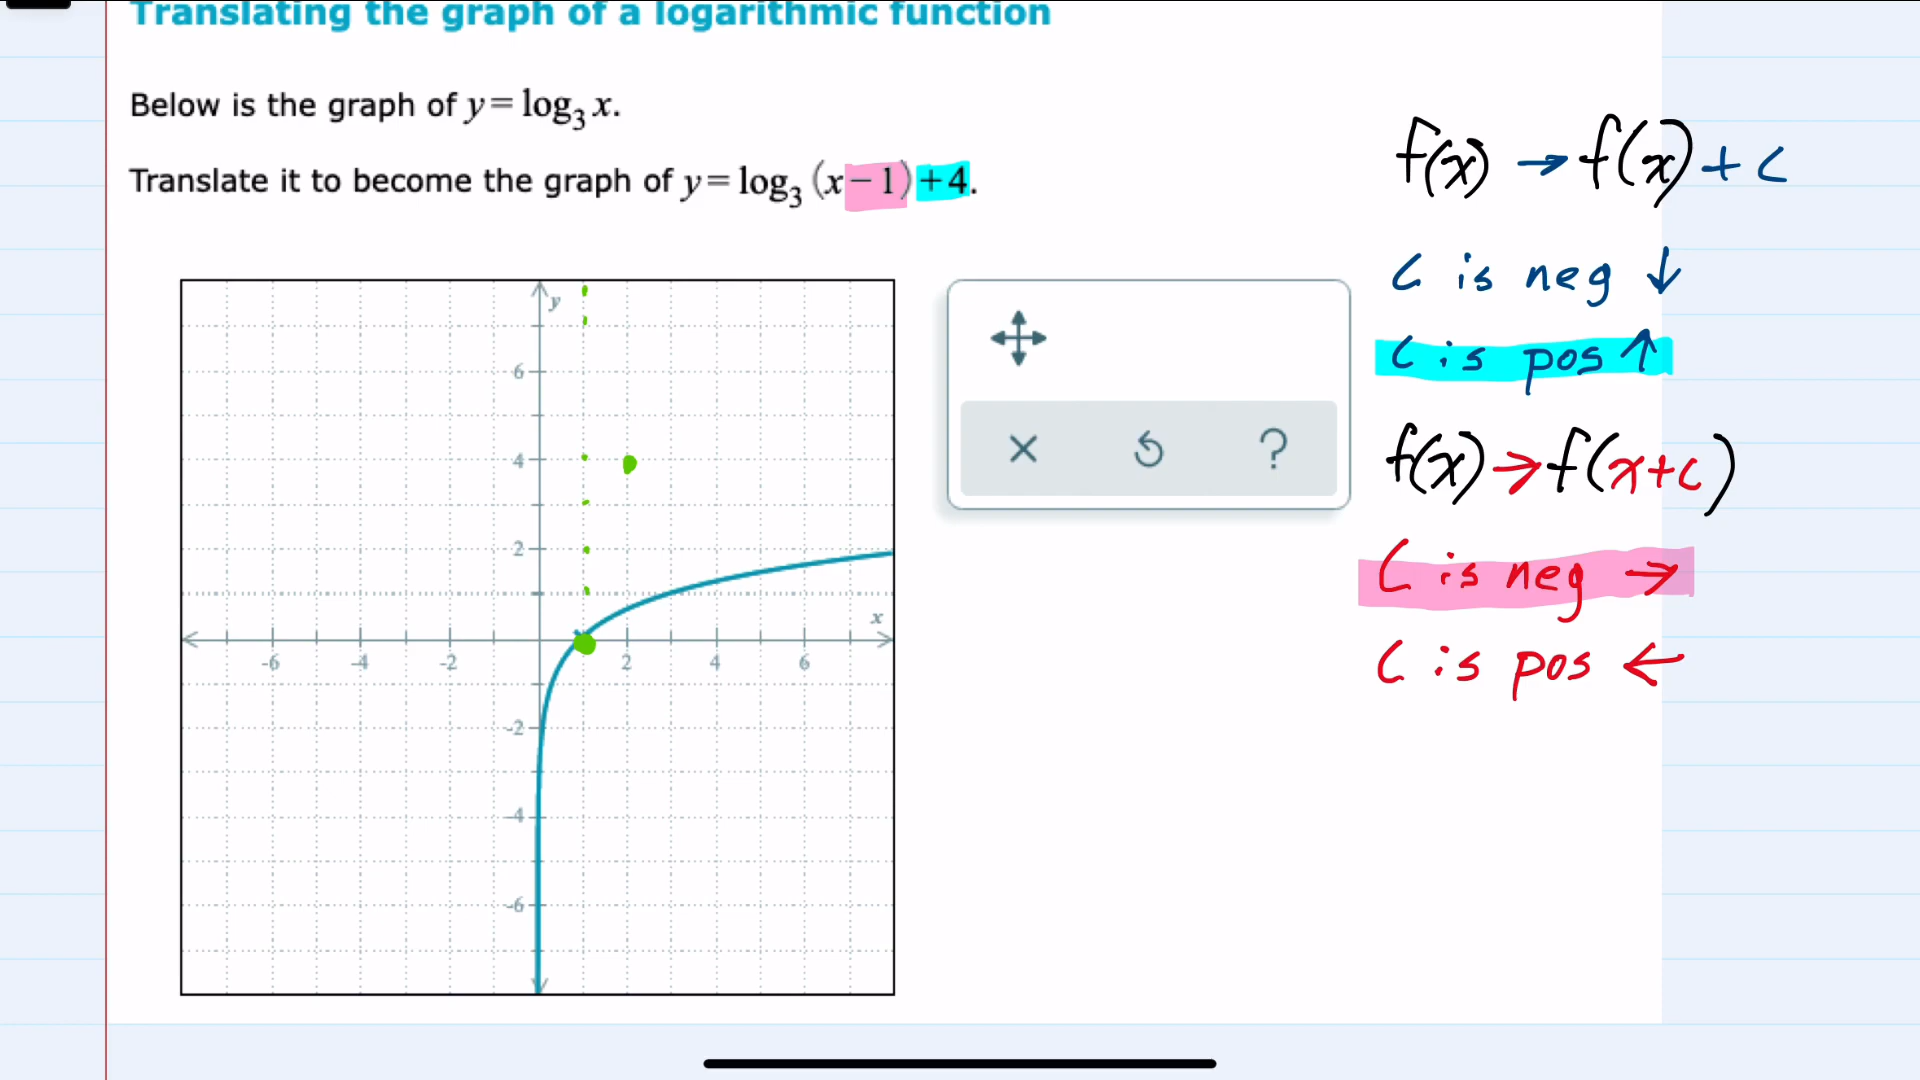 Translating the graph of a logarithmic function
Below is the graph of y=log₃ x.
Translate it to become the graph of y=log₃ (x−1)+4.
y
6
4
2
x
-6 -4 -2 2 4 6
-2
-4
-6
?
f(x) → f(x)+c
C is neg ↓
C is pos ↑
f(x) → f(x+c)
C is neg →
C is pos ←